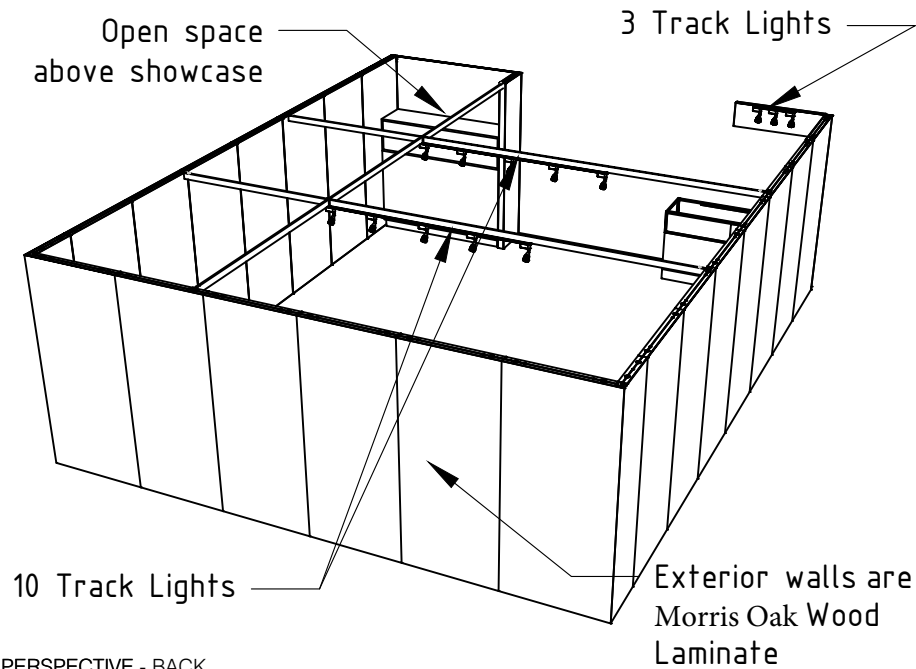 Open space
above showcase
3 Track Lights
10 Track Lights
Exterior walls are
Morris Oak Wood
Laminate
PERSPECTIVE - BACK